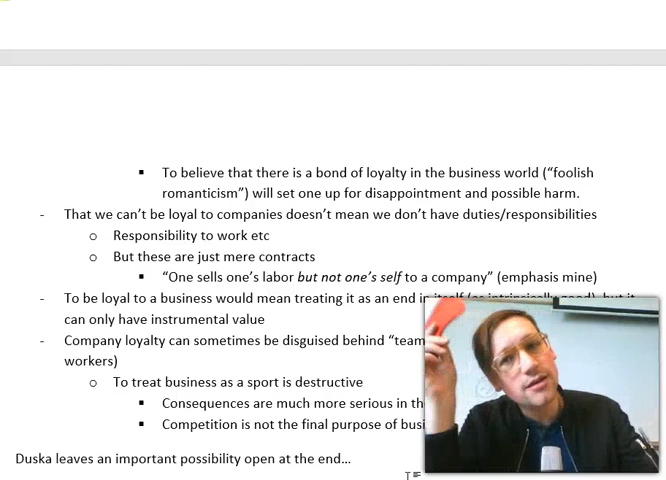 ▪ To believe that there is a bond of loyalty in the business world (“foolish
romanticism”) will set one up for disappointment and possible harm.
- That we can’t be loyal to companies doesn’t mean we don’t have duties/responsibilities
o Responsibility to work etc
o But these are just mere contracts
▪ “One sells one’s labor but not one’s self to a company” (emphasis mine)
- To be loyal to a business would mean treating it as an end in itself (as intrinsically good), but it
can only have instrumental value
- Company loyalty can sometimes be disguised behind “team
workers)
o To treat business as a sport is destructive
▪ Consequences are much more serious in th
▪ Competition is not the final purpose of busi
Duska leaves an important possibility open at the end…